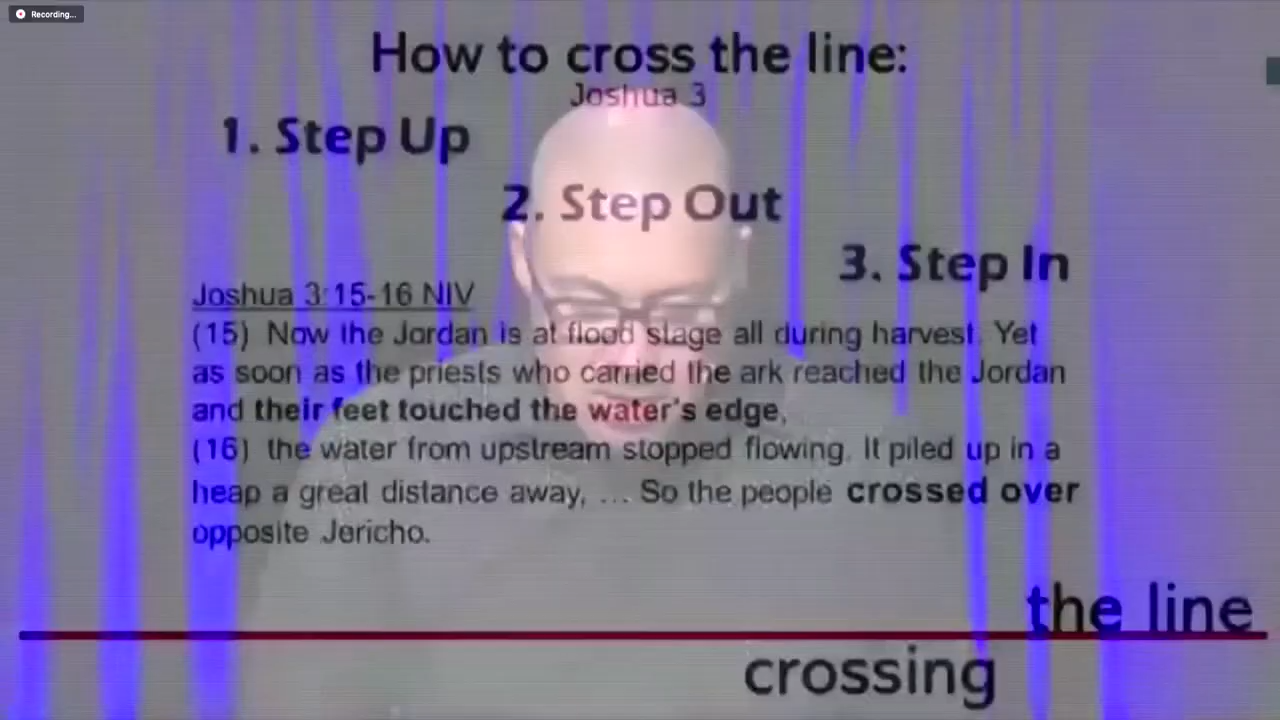 Recording...
How to cross the line:
Joshua 3
1. Step Up
2. Step Out
3. Step In
Joshua 3:15-16 NIV
(15) Now the Jordan is at flood stage all during harvest. Yet
as soon as the priests who carried the ark reached the Jordan
and their feet touched the water's edge,
(16) the water from upstream stopped flowing. It piled up in a
heap a great distance away, ... So the people crossed over
opposite Jericho.
the line
crossing